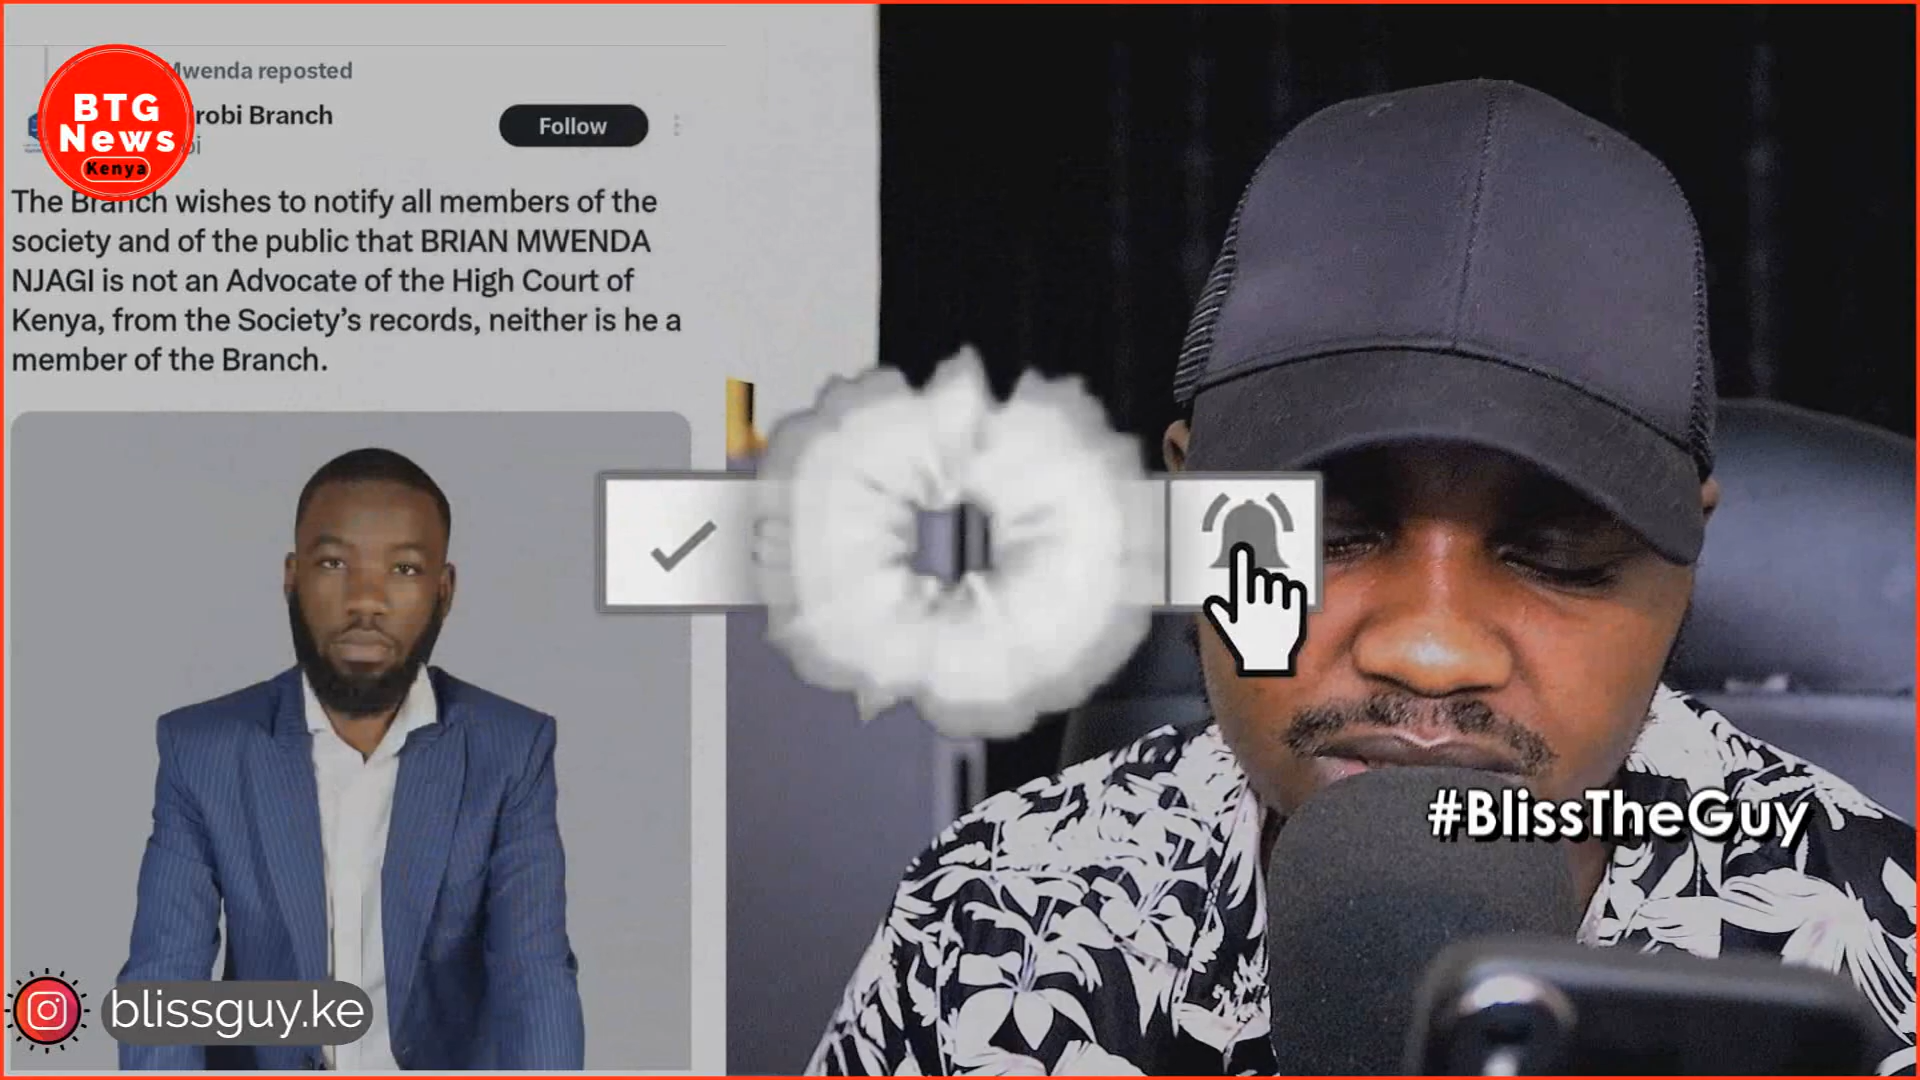 BTG
News
Kenya
Mwenda reposted
robi Branch
Follow
The Branch wishes to notify all members of the
society and of the public that BRIAN MWENDA
NJAGI is not an Advocate of the High Court of
Kenya, from the Society's records, neither is he a
member of the Branch.
#BlissTheGuy
blissguy.ke